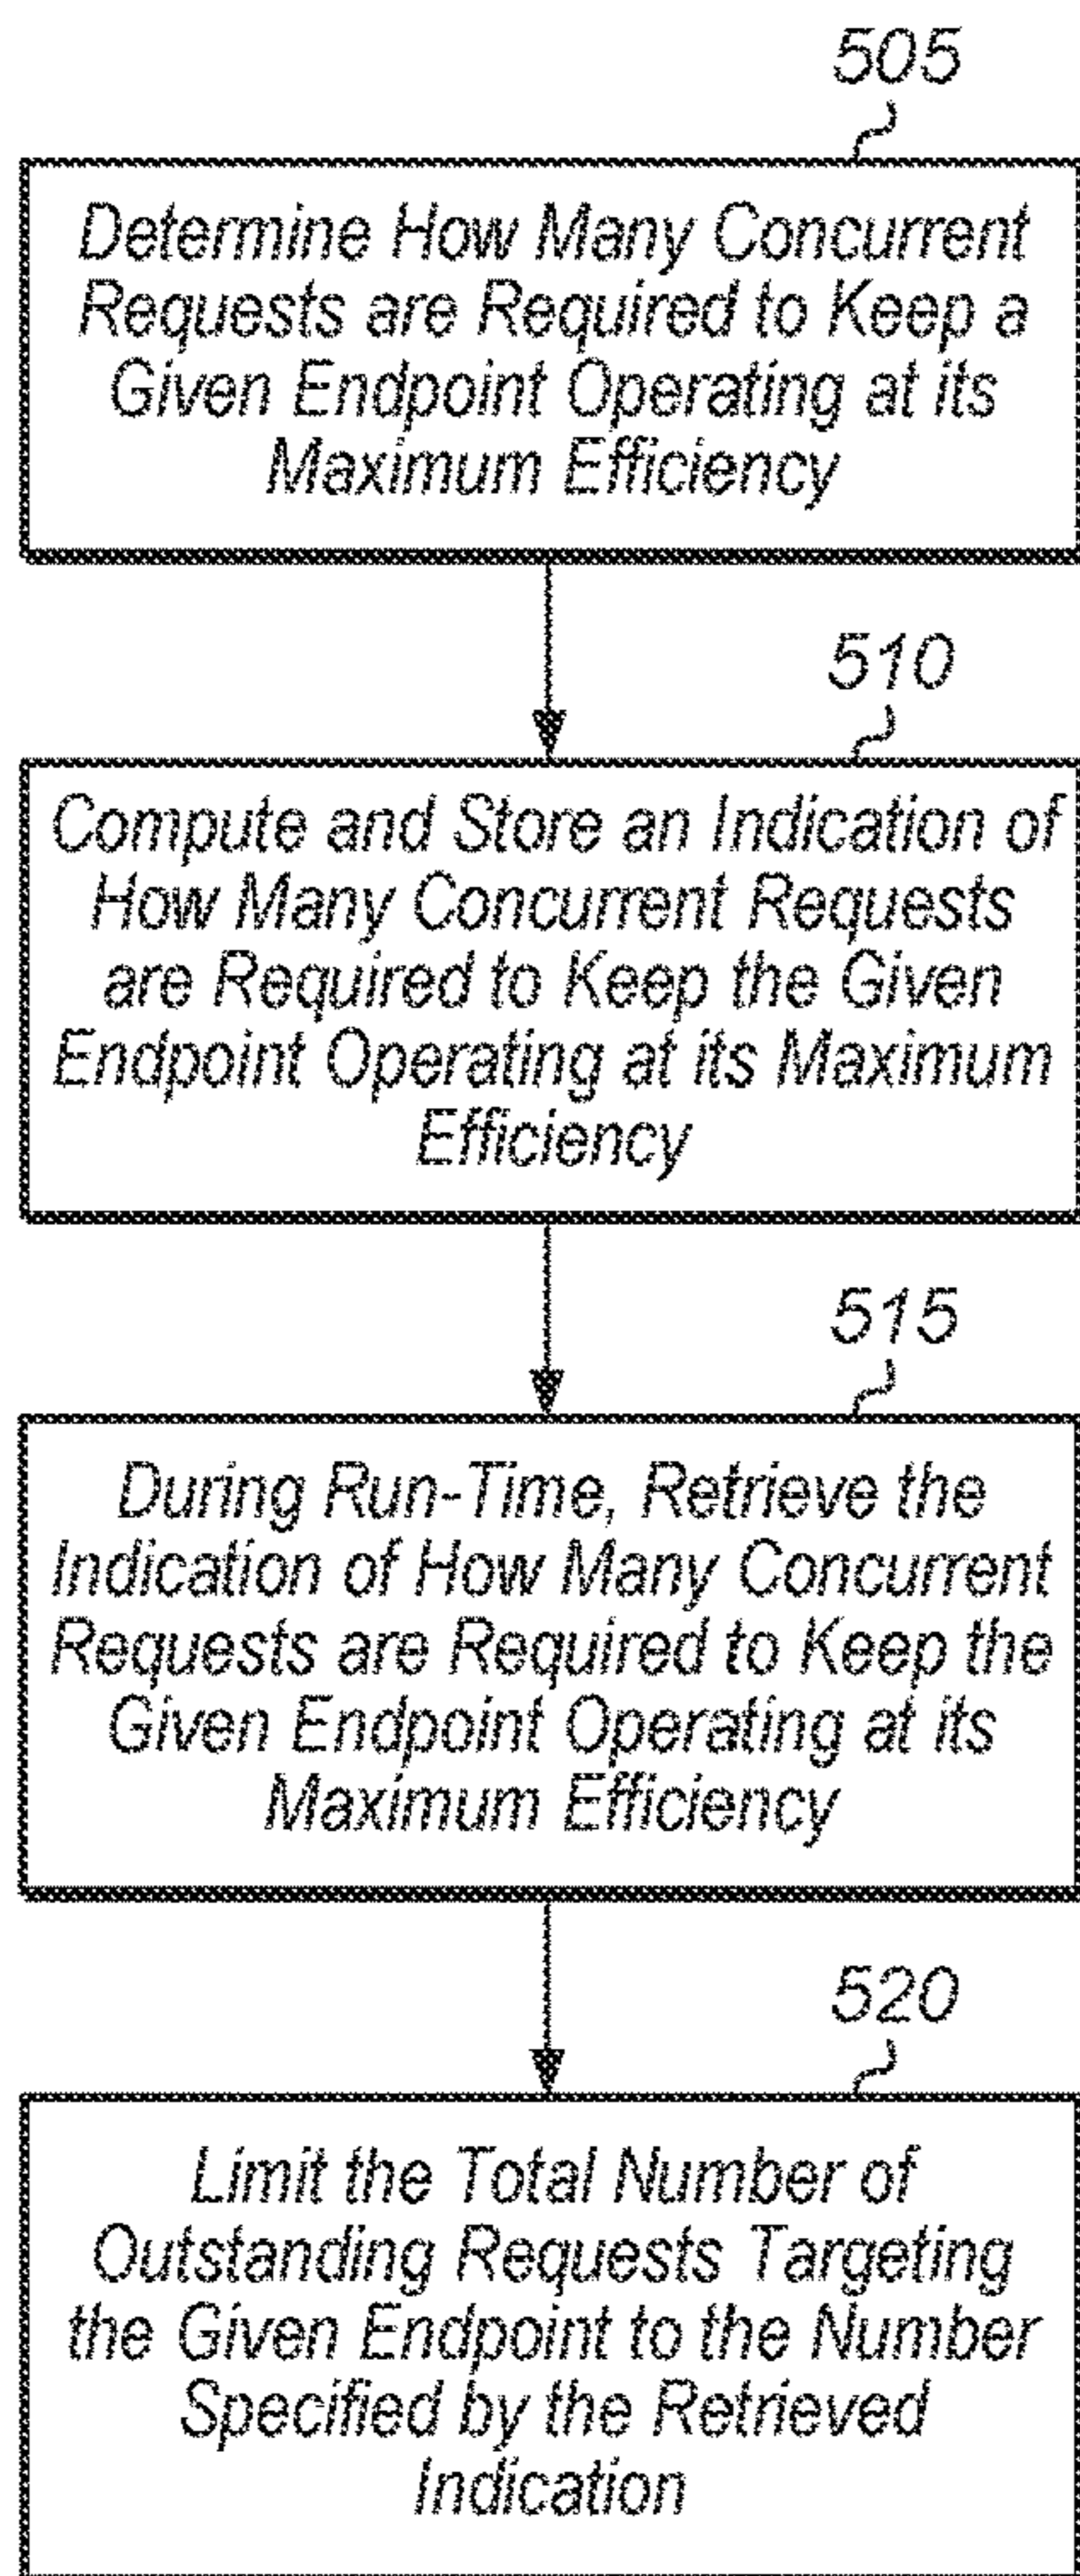 505
Determine How Many Concurrent
Requests are Required to Keep a
Given Endpoint Operating at its
Maximum Efficiency
510
Compute and Store an Indication of
How Many Concurrent Requests
are Required to Keep the Given
Endpoint Operating at its Maximum
Efficiency
515
During Run-Time, Retrieve the
Indication of How Many Concurrent
Requests are Required to Keep the
Given Endpoint Operating at its
Maximum Efficiency
520
Limit the Total Number of
Outstanding Requests Targeting
the Given Endpoint to the Number
Specified by the Retrieved
Indication